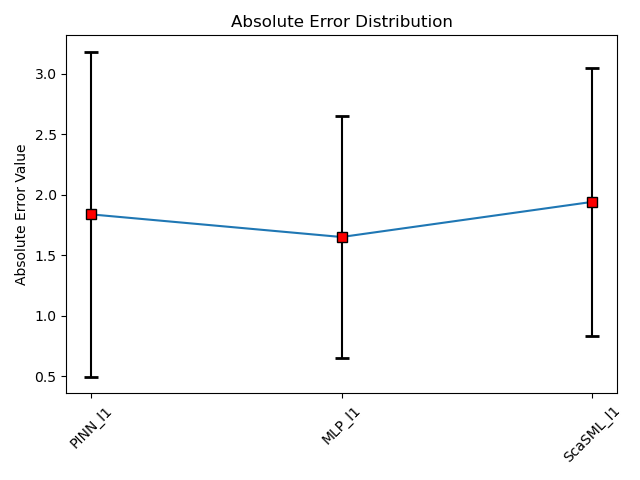 Absolute Error Distribution
Absolute Error Value
3.0
2.5
2.0
1.5
1.0
0.5
PINN_l1
MLP_l1
ScaSML_l1